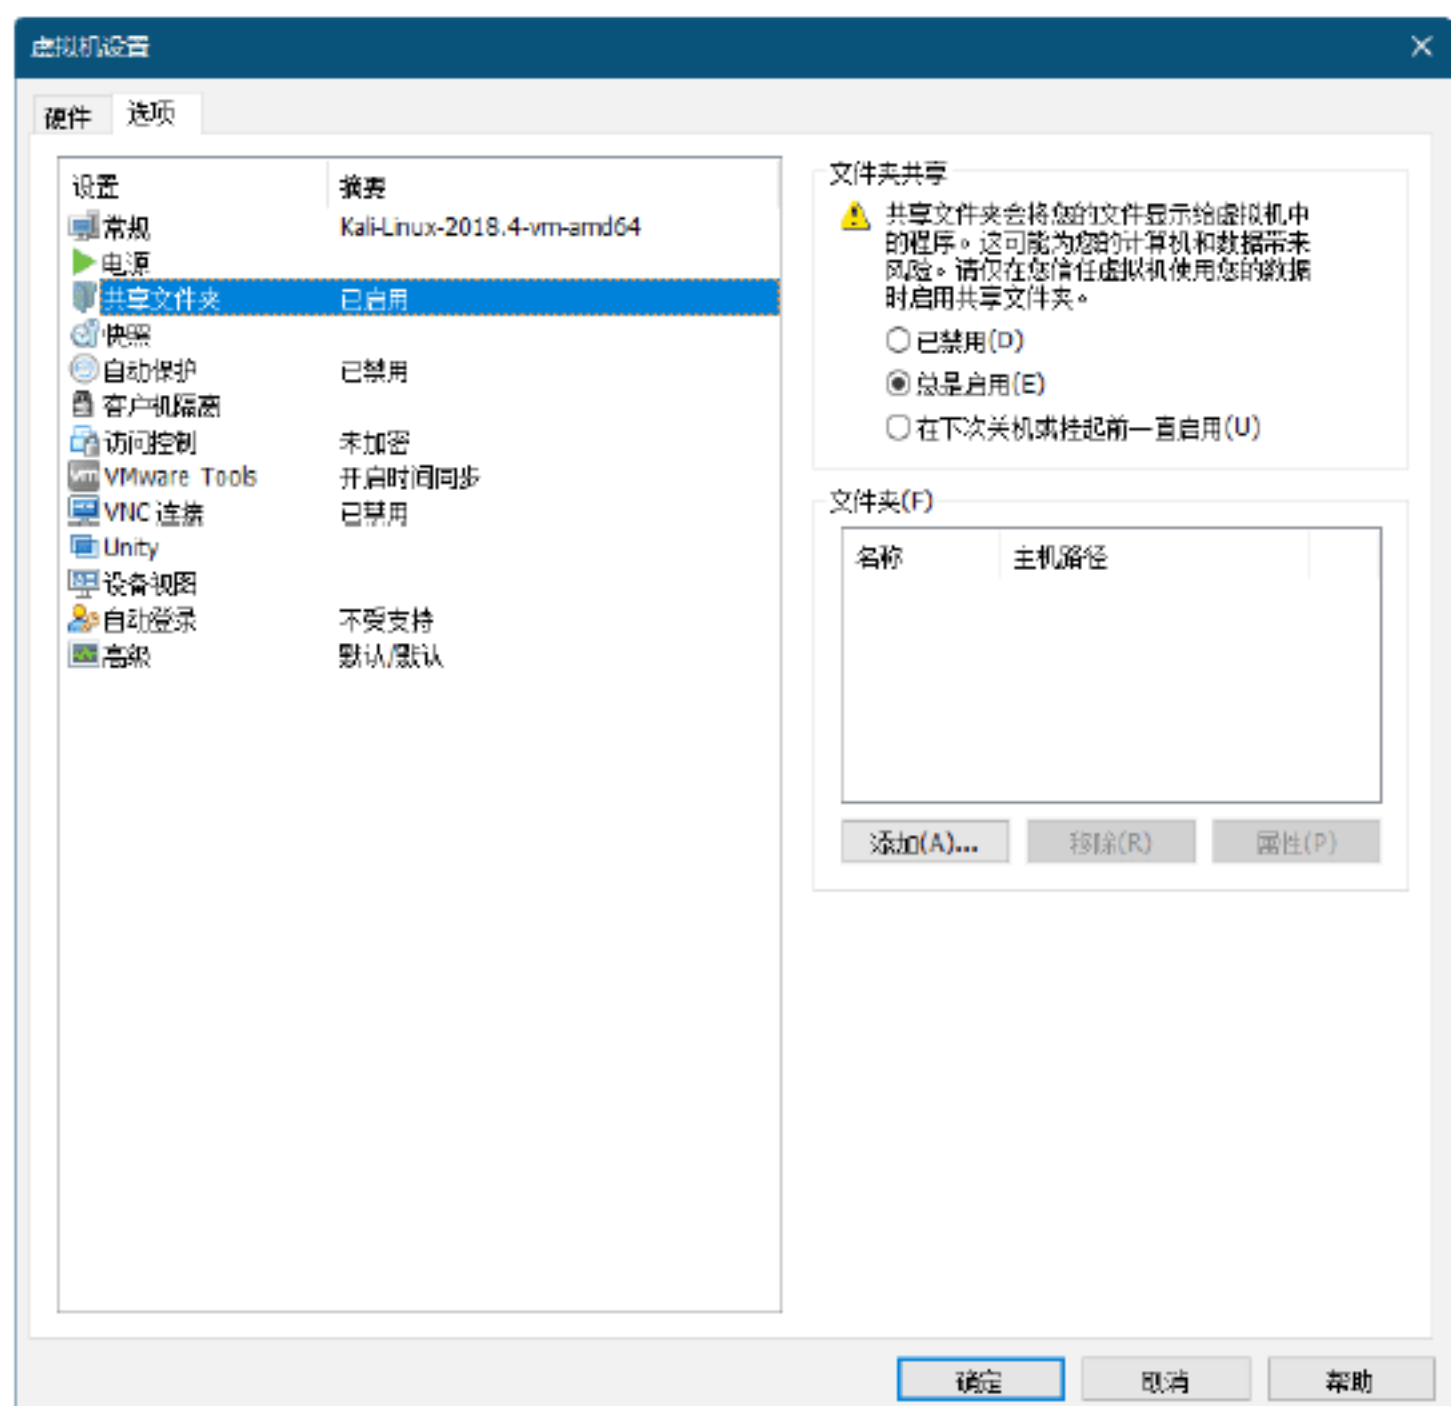 虚拟机设置
硬件 选项
设置 摘要
常规 Kali-Linux-2018.4-vm-amd64
电源
共享文件夹 已启用
快照
自动保护 已禁用
客户机隔离
访问控制 未加密
VMware Tools 开启时间同步
VNC 连接 已禁用
Unity
设备视图
自动登录 不受支持
高级 默认/默认
文件夹共享
共享文件夹会将您的文件显示给虚拟机中
的程序。这可能为您的计算机和数据带来
风险。请仅在您信任虚拟机使用您的数据
时启用共享文件夹。
已禁用(D)
总是启用(E)
在下次关机或挂起前一直启用(U)
文件夹(F)
名称 主机路径
添加(A)... 移除(R) 属性(P)
确定 取消 帮助